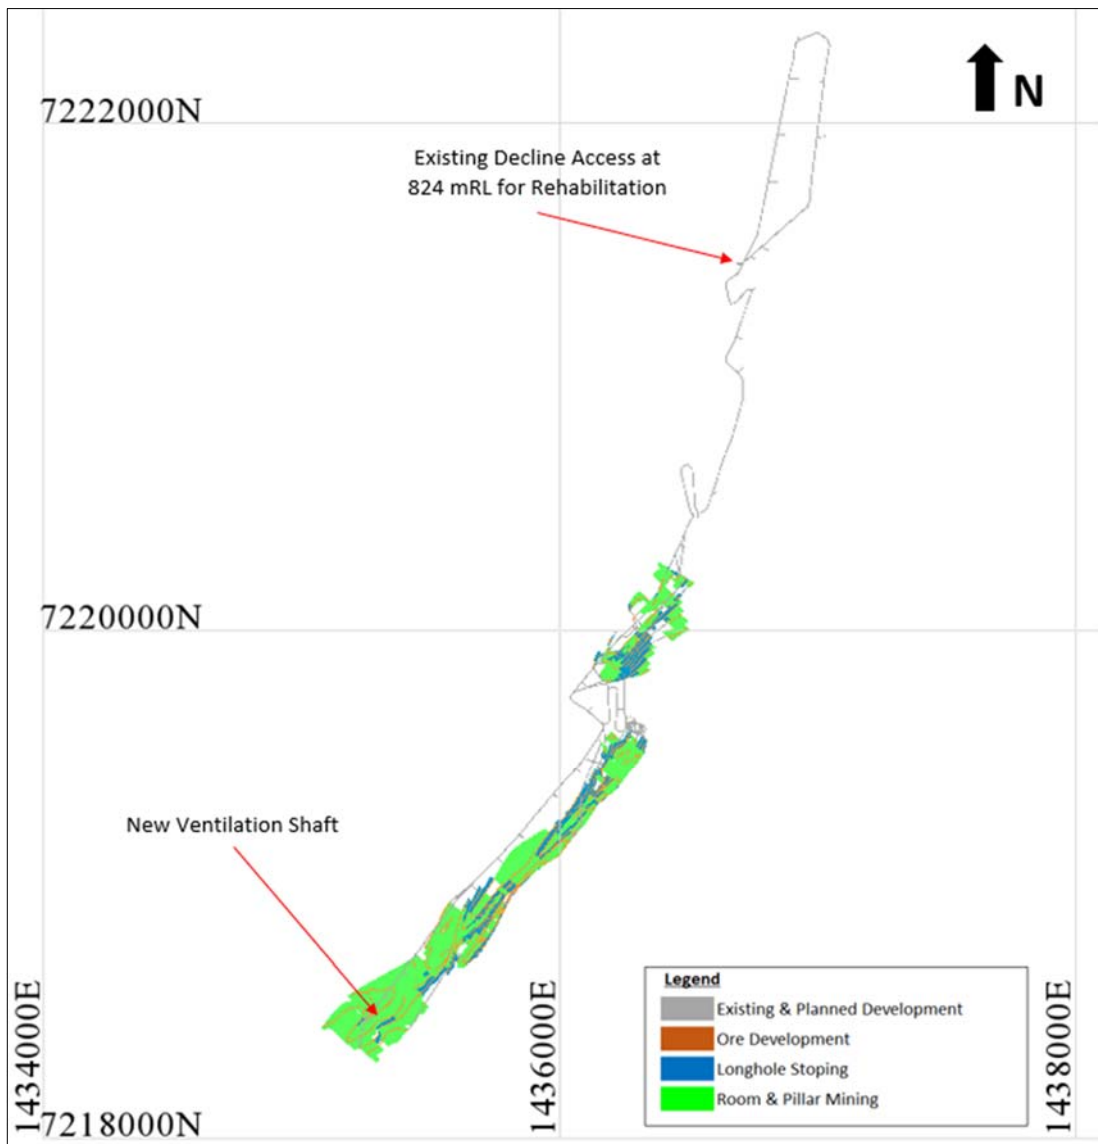 N
7222000N
Existing Decline Access at
824 mRL for Rehabilitation
7220000N
New Ventilation Shaft
Legend
Existing & Planned Development
Ore Development
Longhole Stoping
Room & Pillar Mining
1434000E
1436000E
1438000E
7218000N